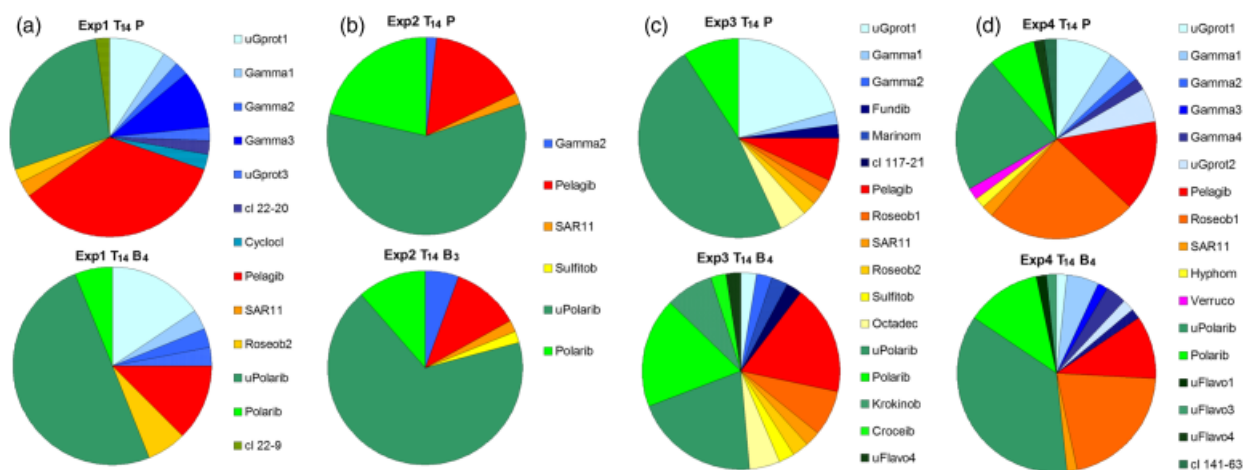 (a)
Exp1 T14 P
uGprot1
Gamma1
Gamma2
Gamma3
uGprot3
cl 22-20
Cyclocl
Pelagib
SAR11
Roseob2
uPolarib
Polarib
cl 22-9
Exp1 T14 B4
(b)
Exp2 T14 P
Gamma2
Pelagib
SAR11
Sulfitob
uPolarib
Polarib
Exp2 T14 B3
(c)
Exp3 T14 P
uGprot1
Gamma1
Gamma2
Fundib
Marinom
cl 117-21
Pelagib
Roseob1
SAR11
Roseob2
Sulfitob
Octadec
uPolarib
Polarib
Krokinob
Croceib
uFlavo4
Exp3 T14 B4
(d)
Exp4 T14 P
uGprot1
Gamma1
Gamma2
Gamma3
Gamma4
uGprot2
Pelagib
Roseob1
SAR11
Hyphom
Verruco
uPolarib
Polarib
uFlavo1
uFlavo3
uFlavo4
cl 141-63
Exp4 T14 B4